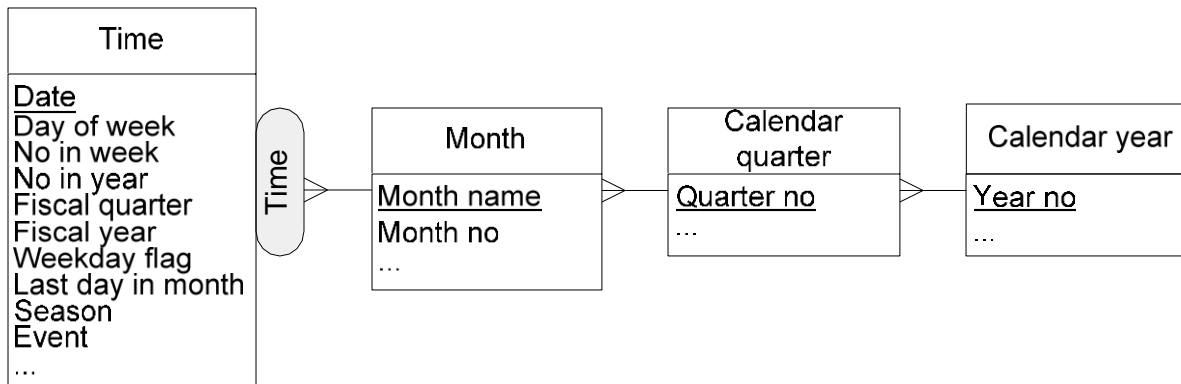 Time
Date
Day of week
No in week
No in year
Fiscal quarter
Fiscal year
Weekday flag
Last day in month
Season
Event
...
Time
Month
Month name
Month no
...
Calendar
quarter
Quarter no
...
Calendar year
Year no
...